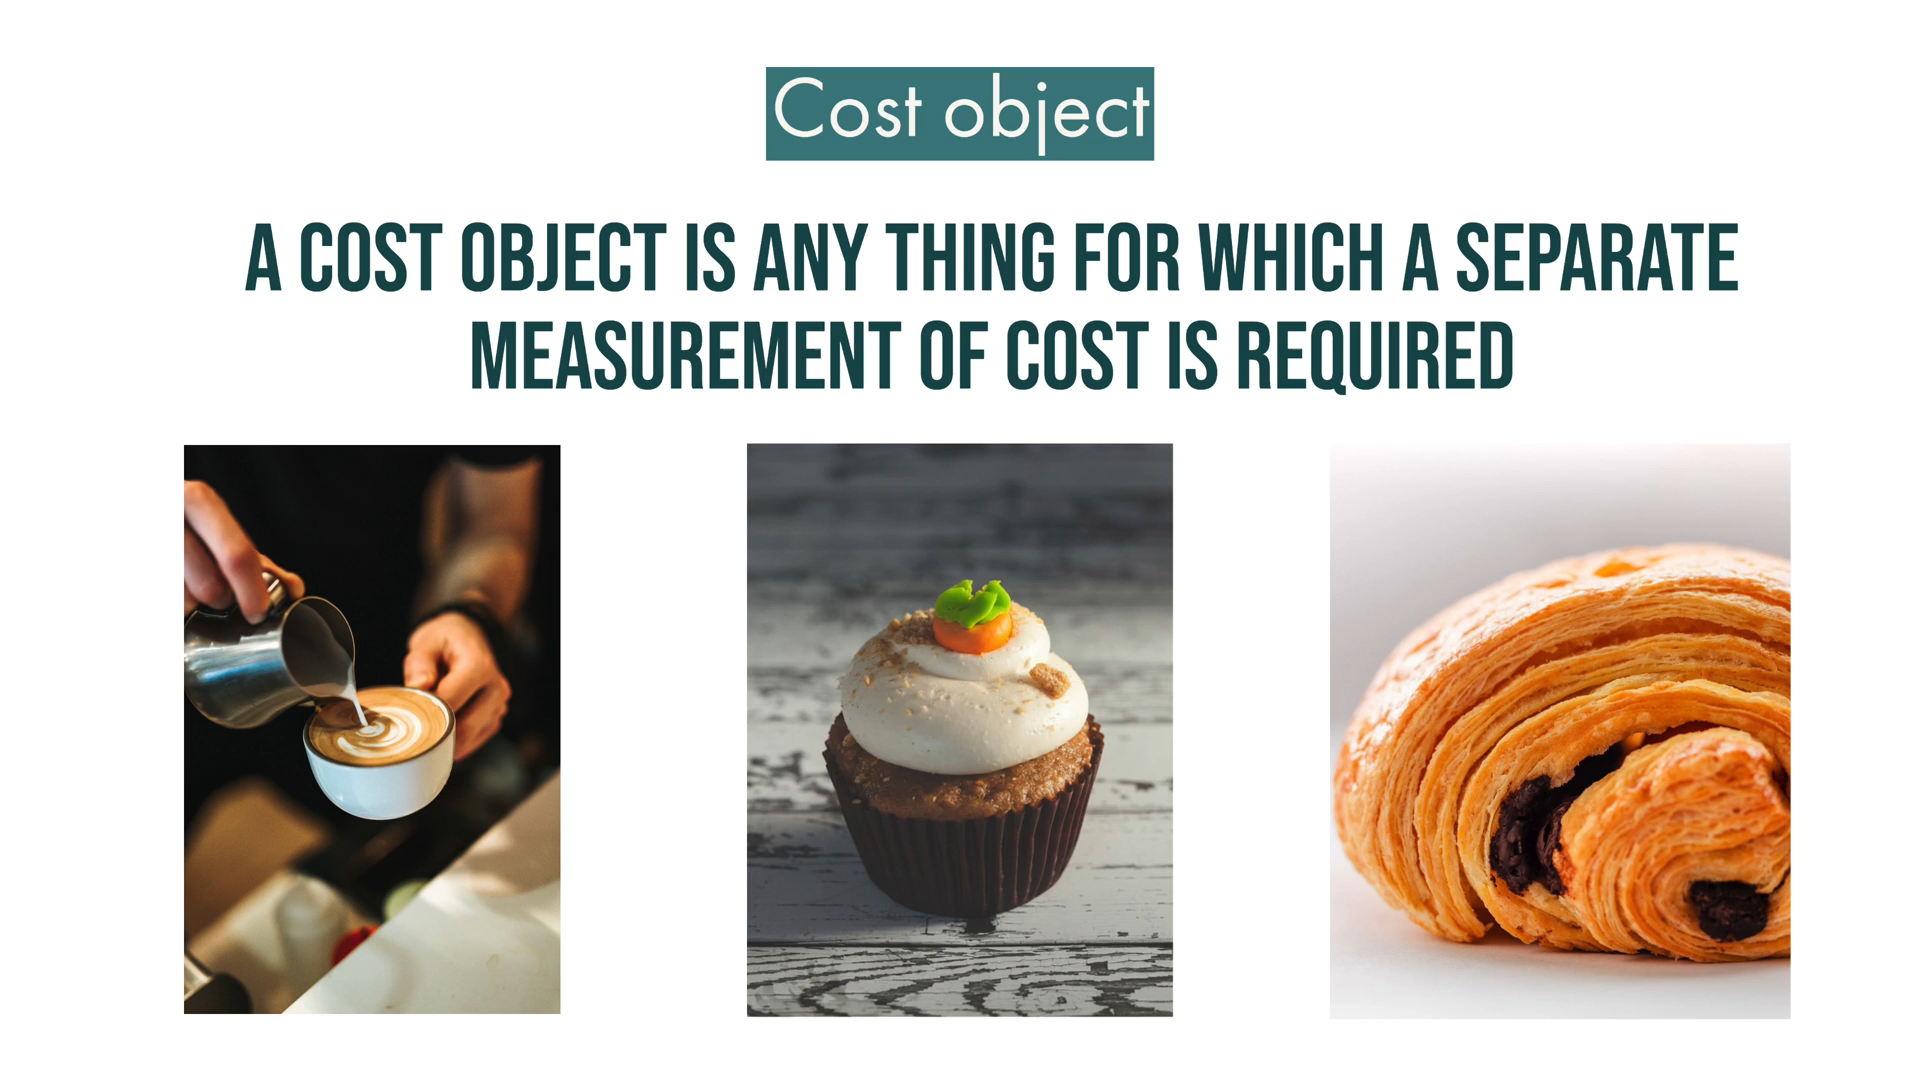 Cost object
A COST OBJECT IS ANY THING FOR WHICH A SEPARATE
MEASUREMENT OF COST IS REQUIRED